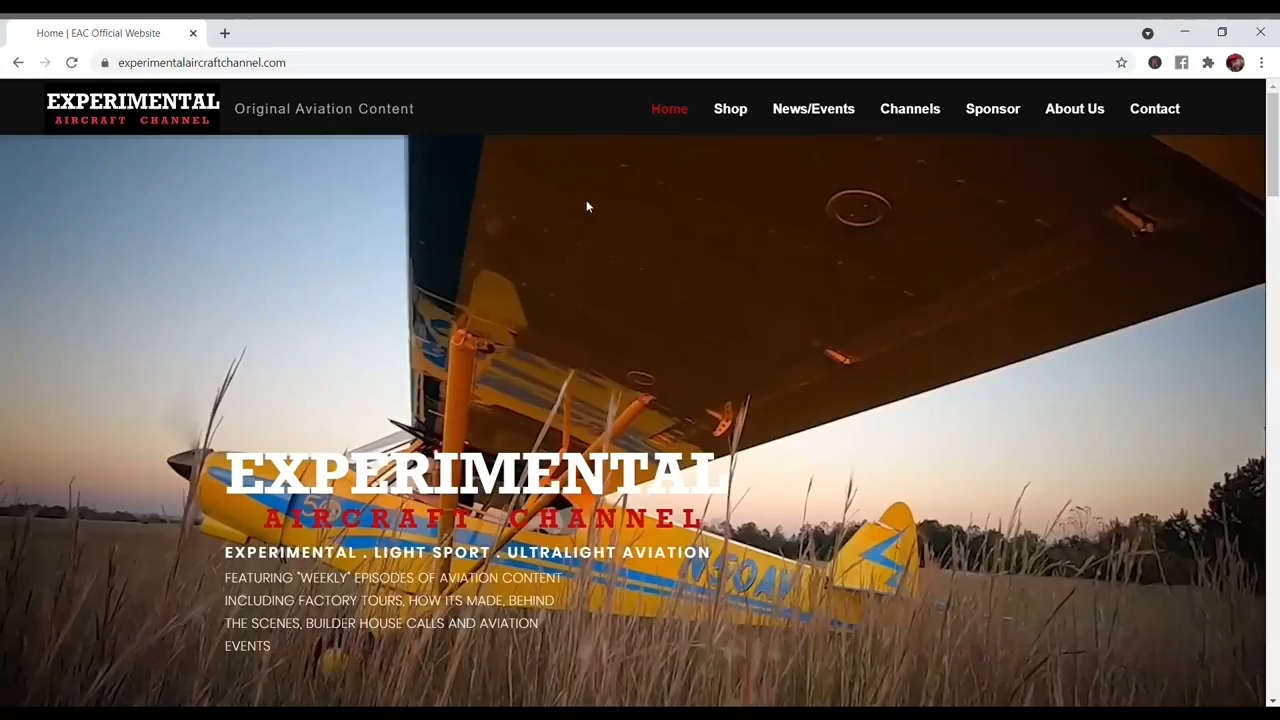 Home | EAC Official Website
experimentalaircraftchannel.com
EXPERIMENTAL
AIRCRAFT CHANNEL
Original Aviation Content
Home
Shop
News/Events
Channels
Sponsor
About Us
Contact
EXPERIMENTAL
AIRCRAFT CHANNEL
EXPERIMENTAL . LIGHT SPORT . ULTRALIGHT AVIATION
FEATURING "WEEKLY" EPISODES OF AVIATION CONTENT
INCLUDING FACTORY TOURS, HOW ITS MADE, BEHIND
THE SCENES, BUILDER HOUSE CALLS AND AVIATION
EVENTS